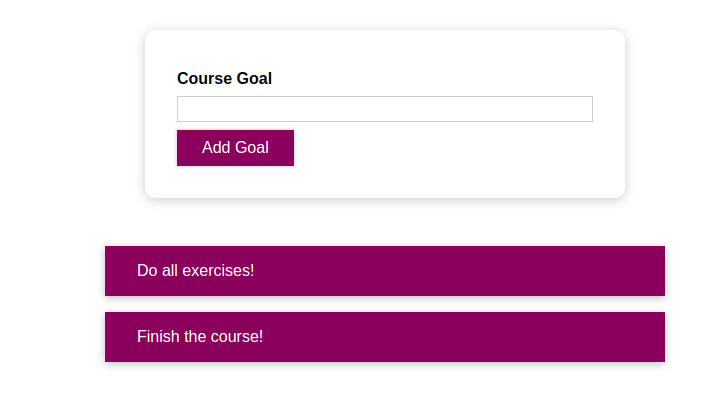 Course Goal
Add Goal
Do all exercises!
Finish the course!